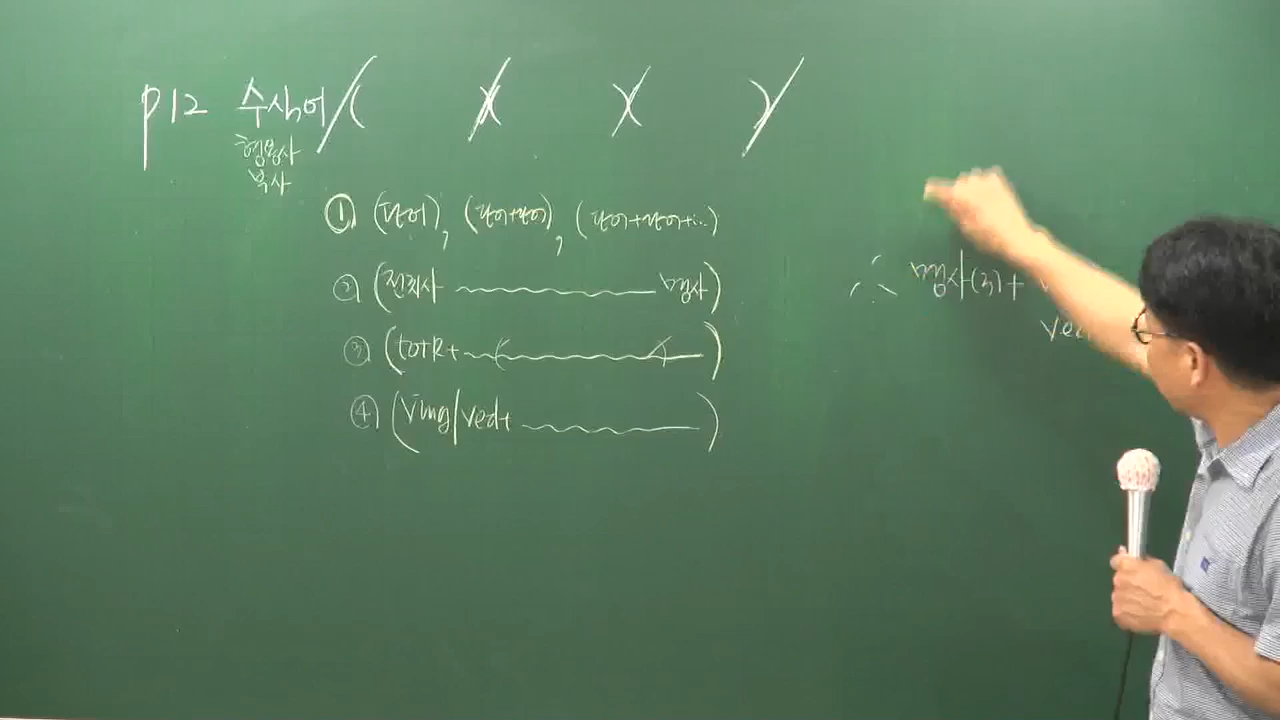 p12 수식어/( X X )/
형용사
부사
① (단어), (단어+단어), (단어+단어+...)
② (전치사 ~~~ 명사)
③ (to+R+ ~~~ )
④ (Ving/Ved+ ~~~ )
∴ 명사(주)+ V
Ved